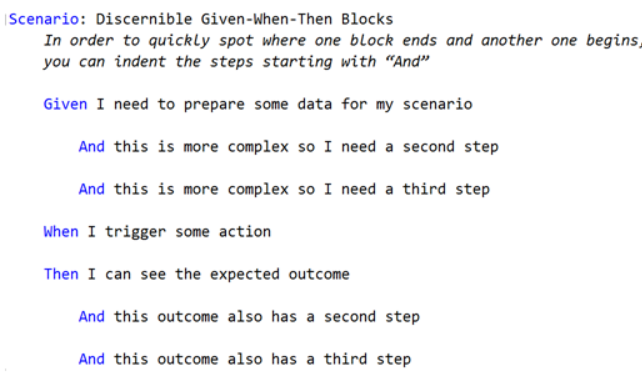 Scenario: Discernible Given-When-Then Blocks
In order to quickly spot where one block ends and another one begins,
you can indent the steps starting with “And”
Given I need to prepare some data for my scenario
And this is more complex so I need a second step
And this is more complex so I need a third step
When I trigger some action
Then I can see the expected outcome
And this outcome also has a second step
And this outcome also has a third step